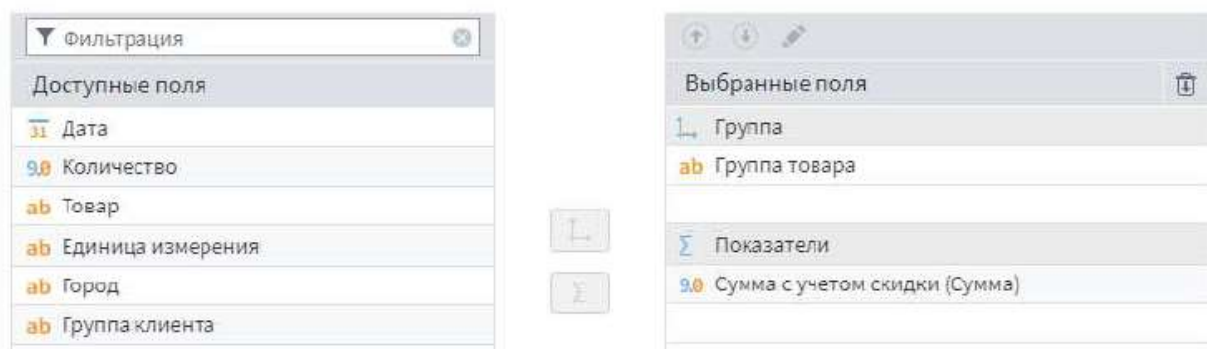 Фильтрация
Доступные поля
31 Дата
9.0 Количество
ab Товар
ab Единица измерения
ab Город
ab Группа клиента
Выбранные поля
Группа
ab Группа товара
Σ Показатели
9.0 Сумма с учетом скидки (Сумма)